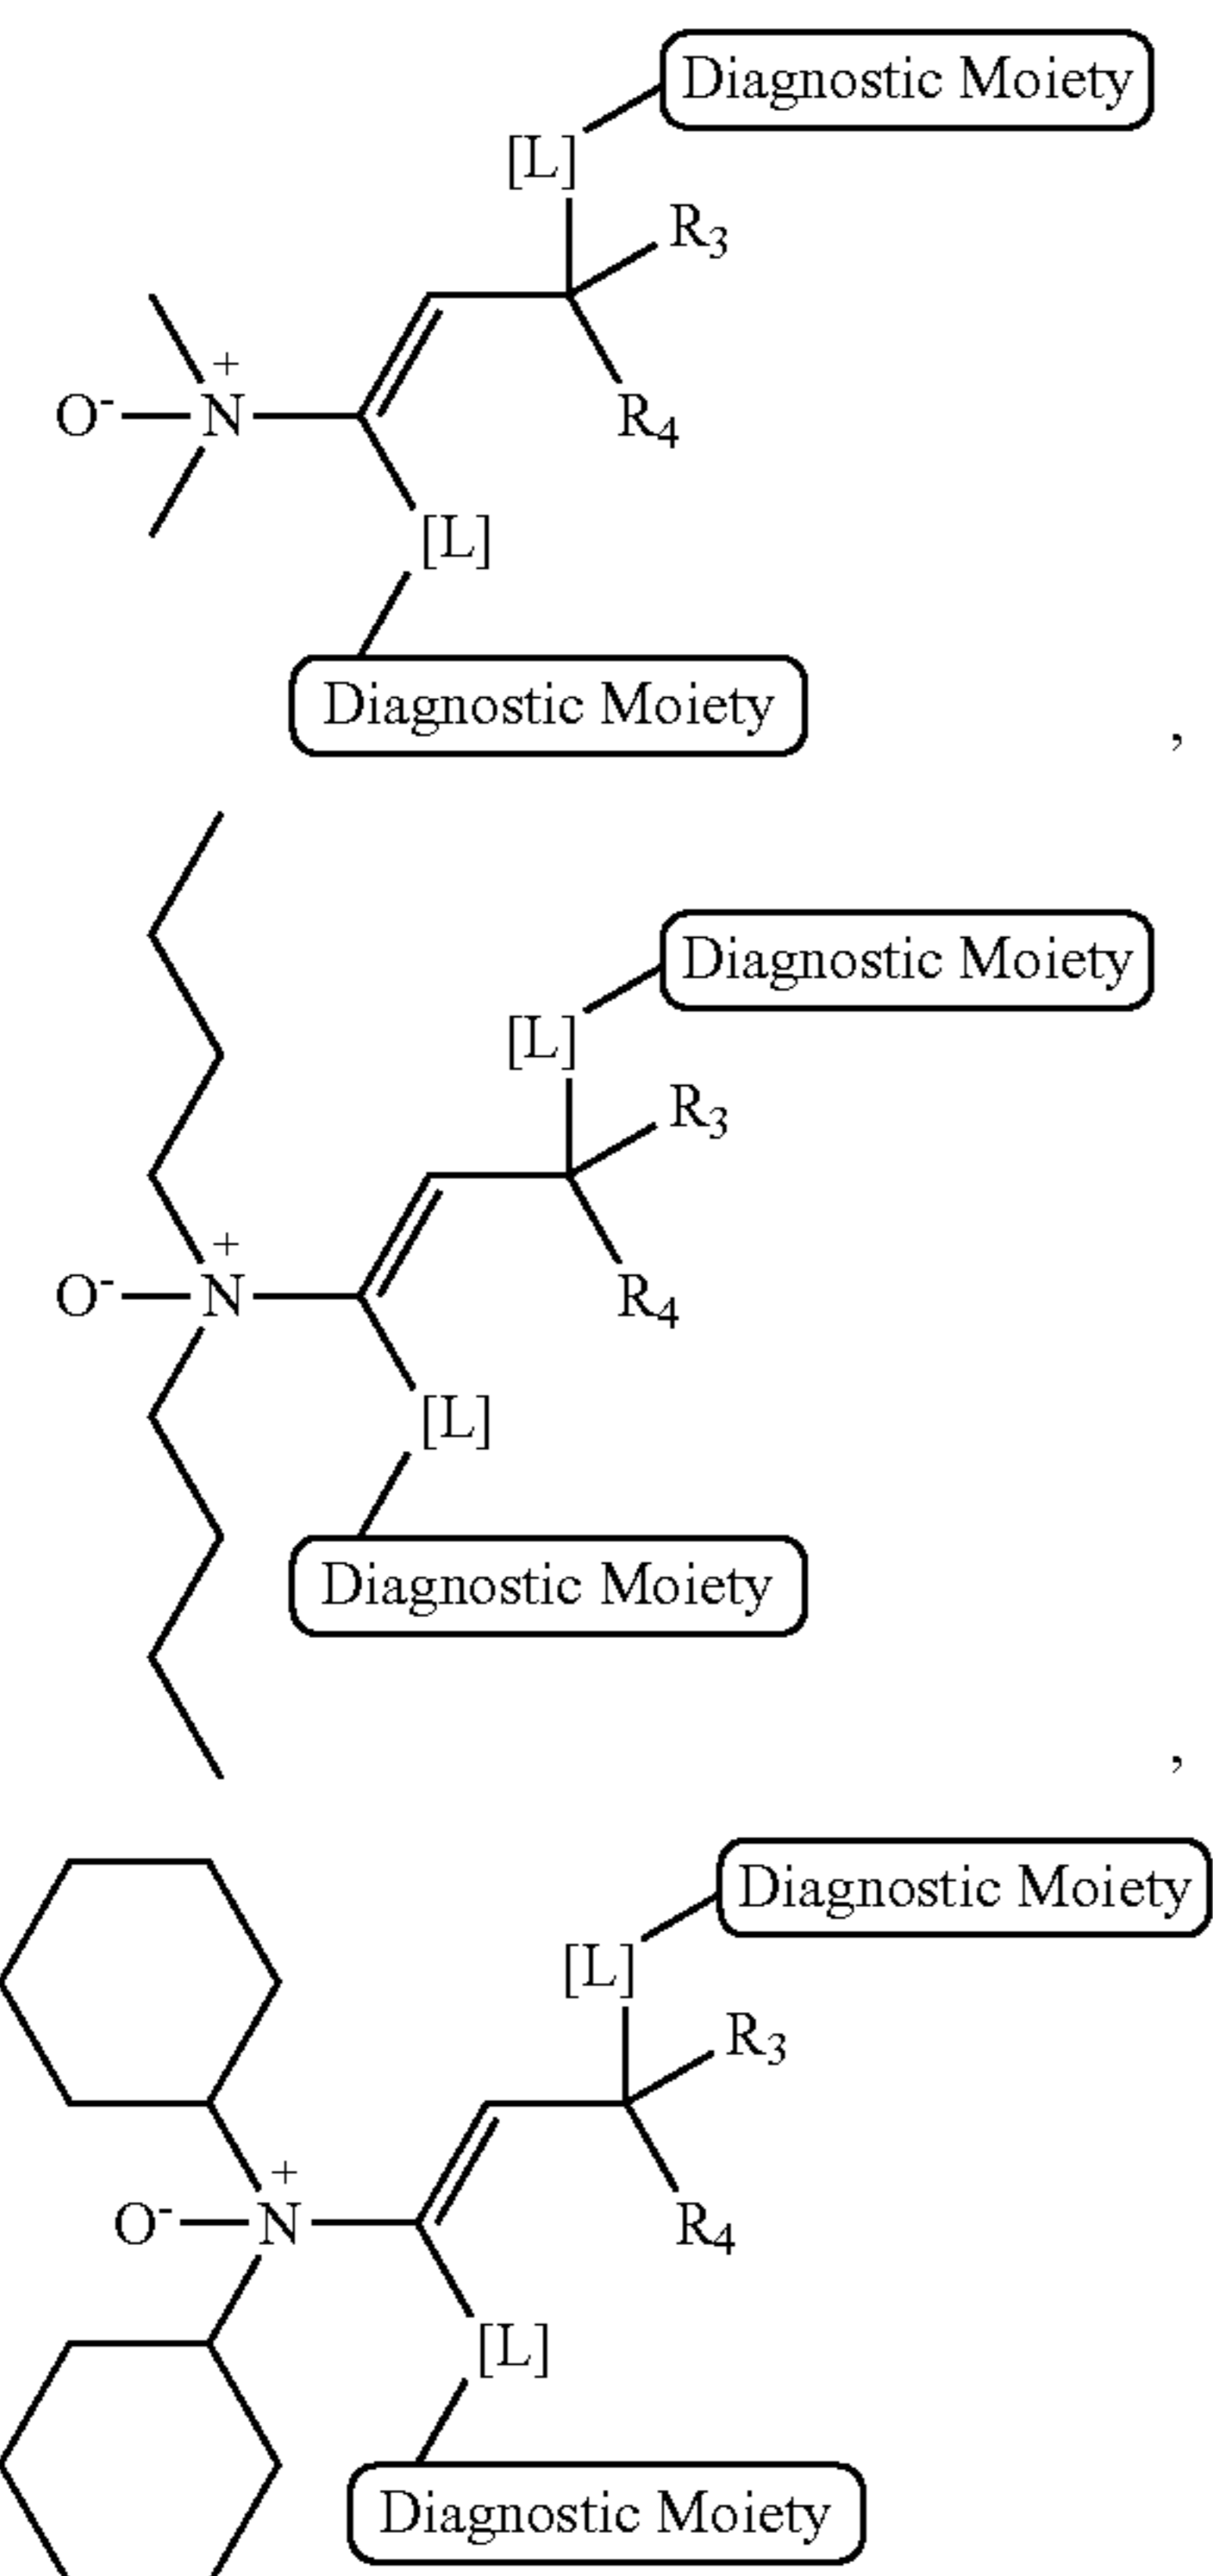 Diagnostic Moiety
[L]
R3
+
O- N
R4
[L]
Diagnostic Moiety
,
Diagnostic Moiety
[L]
R3
+
O- N
R4
[L]
Diagnostic Moiety
,
Diagnostic Moiety
[L]
R3
+
O- N
R4
[L]
Diagnostic Moiety